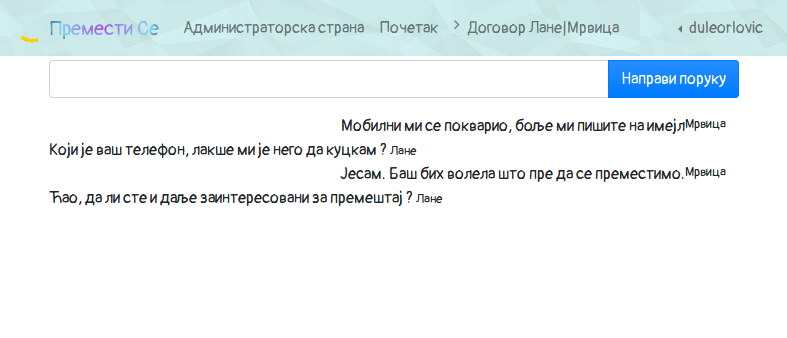 Премести Се Администраторска страна Почетак > Договор Лане|Мрвица duleorlovic
Направи поруку
Мобилни ми се покварио, боље ми пишите на имејл Мрвица
Који је ваш телефон, лакше ми је него да куцкам ? Лане
Јесам. Баш бих волела што пре да се преместимо. Мрвица
Ћао, да ли сте и даље заинтересовани за премештај ? Лане